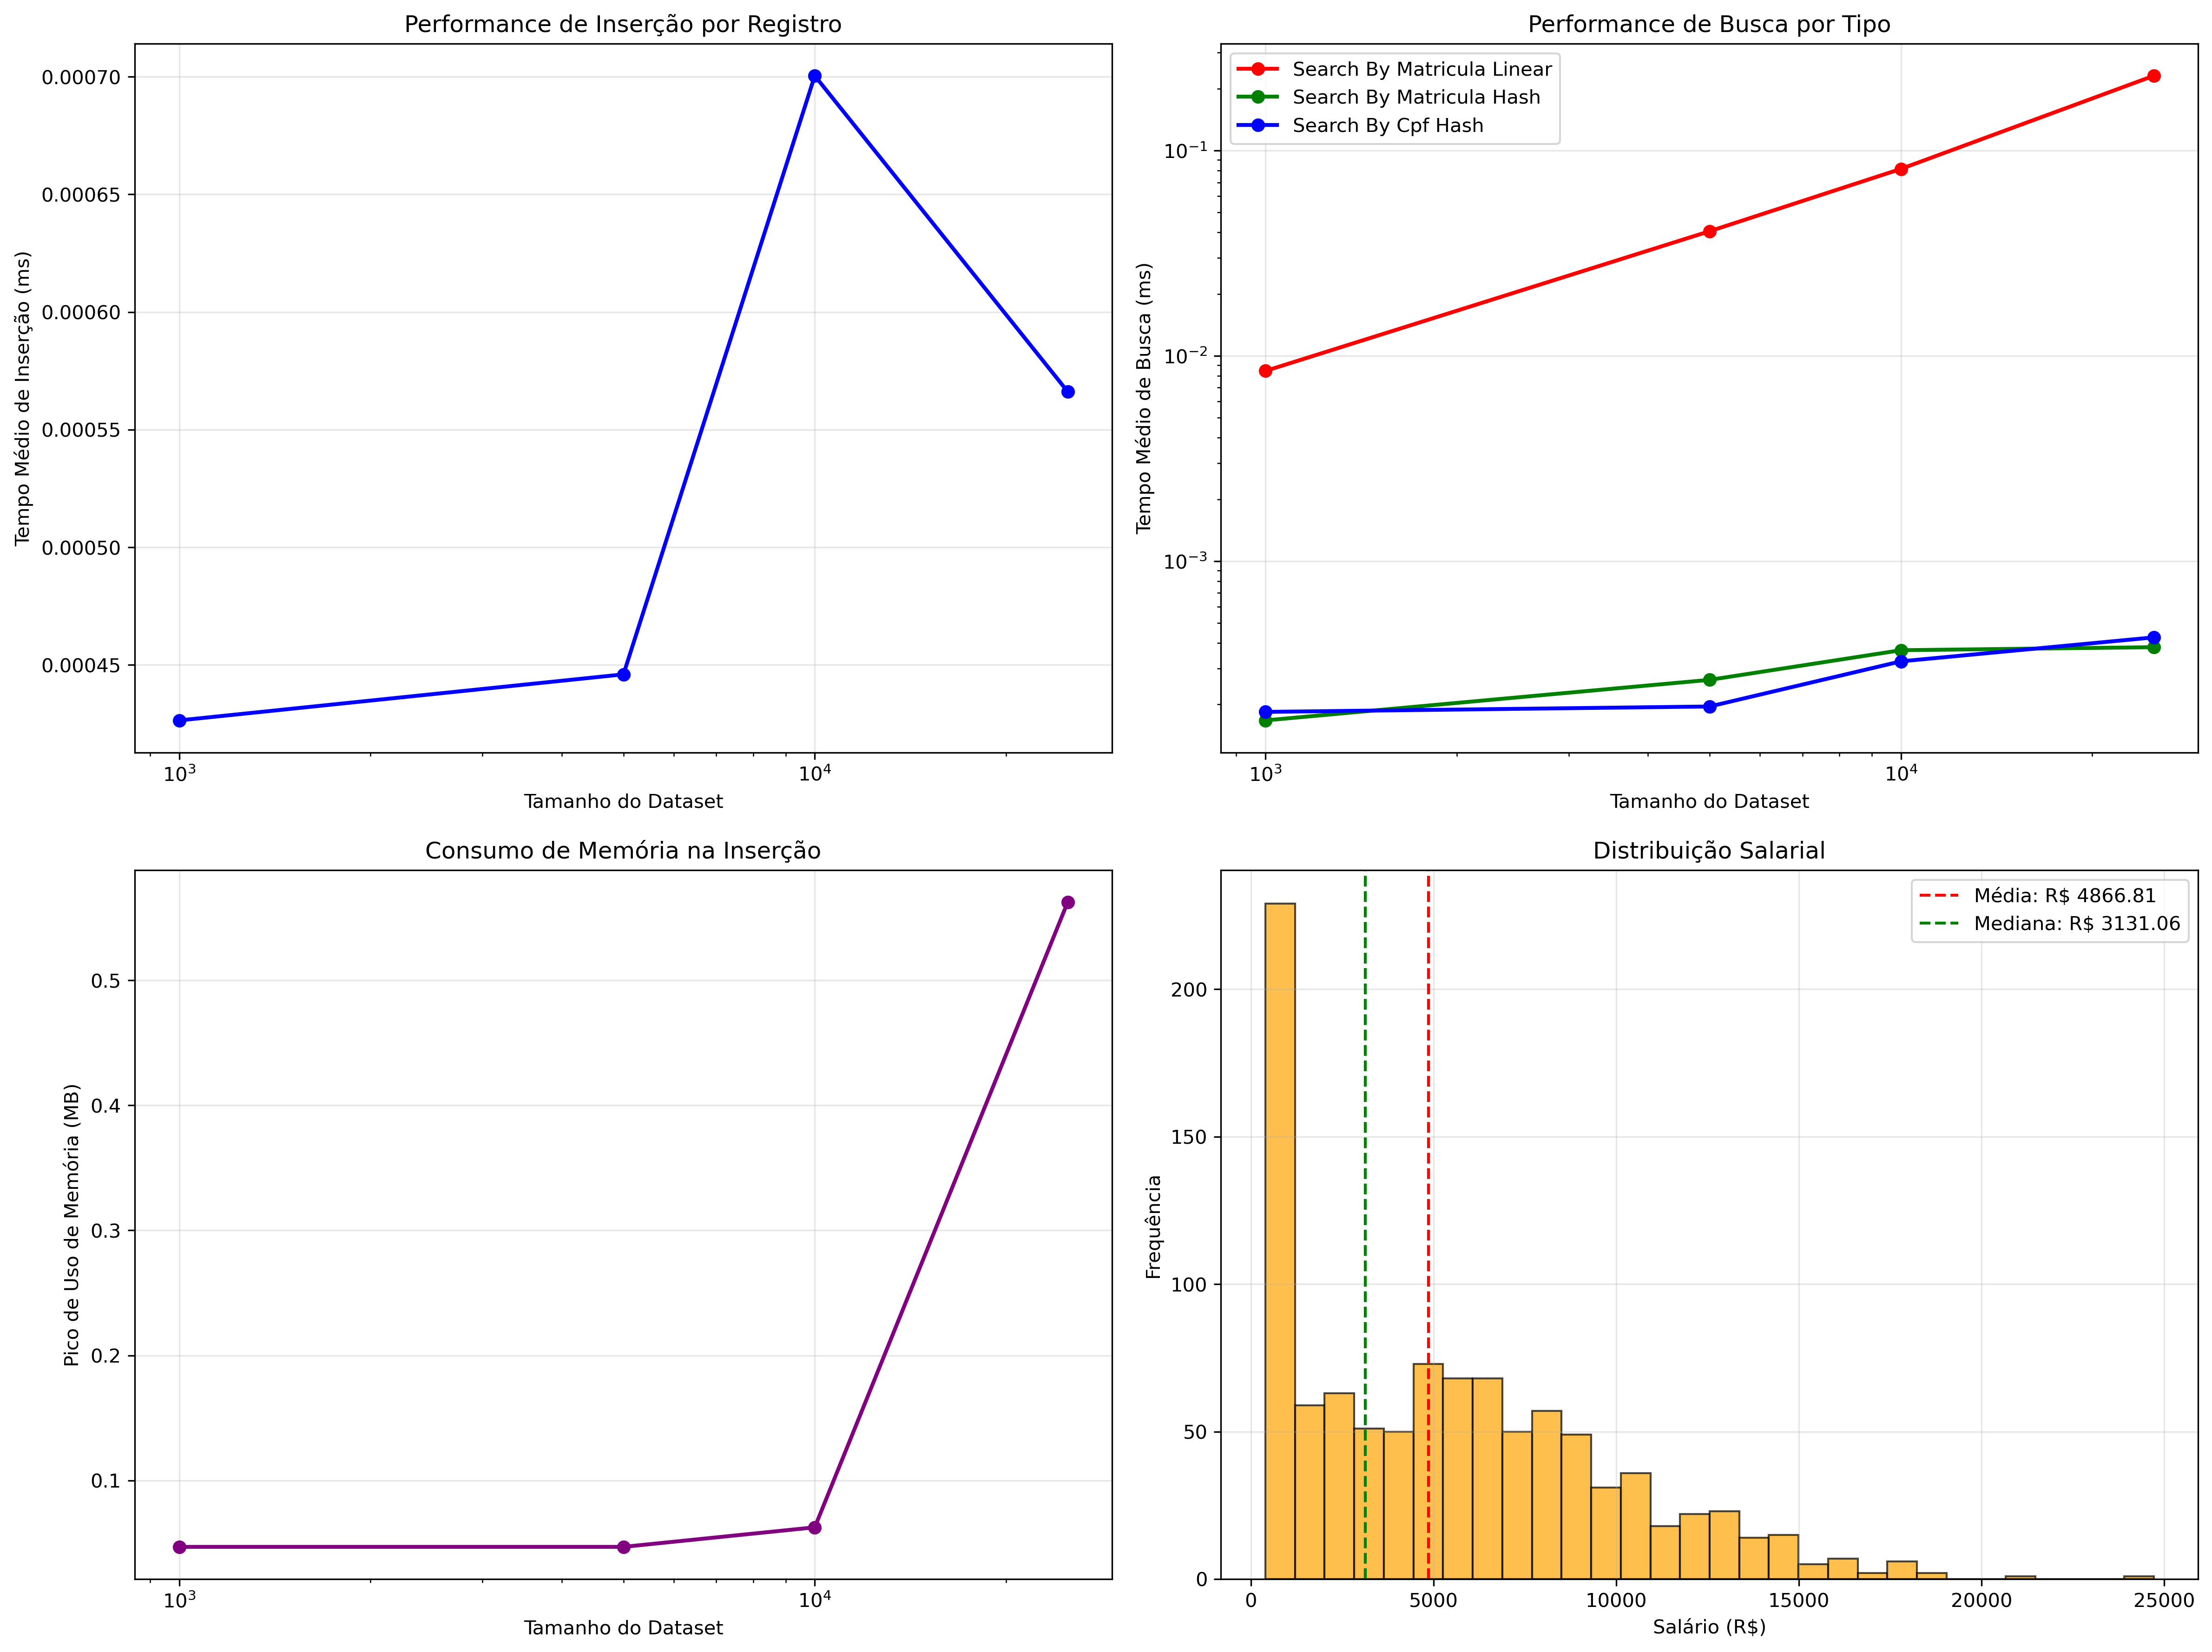 Performance de Inserção por Registro
Tempo Médio de Inserção (ms)
0.00070
0.00065
0.00060
0.00055
0.00050
0.00045
10³
10⁴
Tamanho do Dataset
Performance de Busca por Tipo
Search By Matricula Linear
Search By Matricula Hash
Search By Cpf Hash
Tempo Médio de Busca (ms)
10⁻¹
10⁻²
10⁻³
10³
10⁴
Tamanho do Dataset
Consumo de Memória na Inserção
Pico de Uso de Memória (MB)
0.5
0.4
0.3
0.2
0.1
10³
10⁴
Tamanho do Dataset
Distribuição Salarial
Média: R$ 4866.81
Mediana: R$ 3131.06
Frequência
200
150
100
50
0
0
5000
10000
15000
20000
25000
Salário (R$)